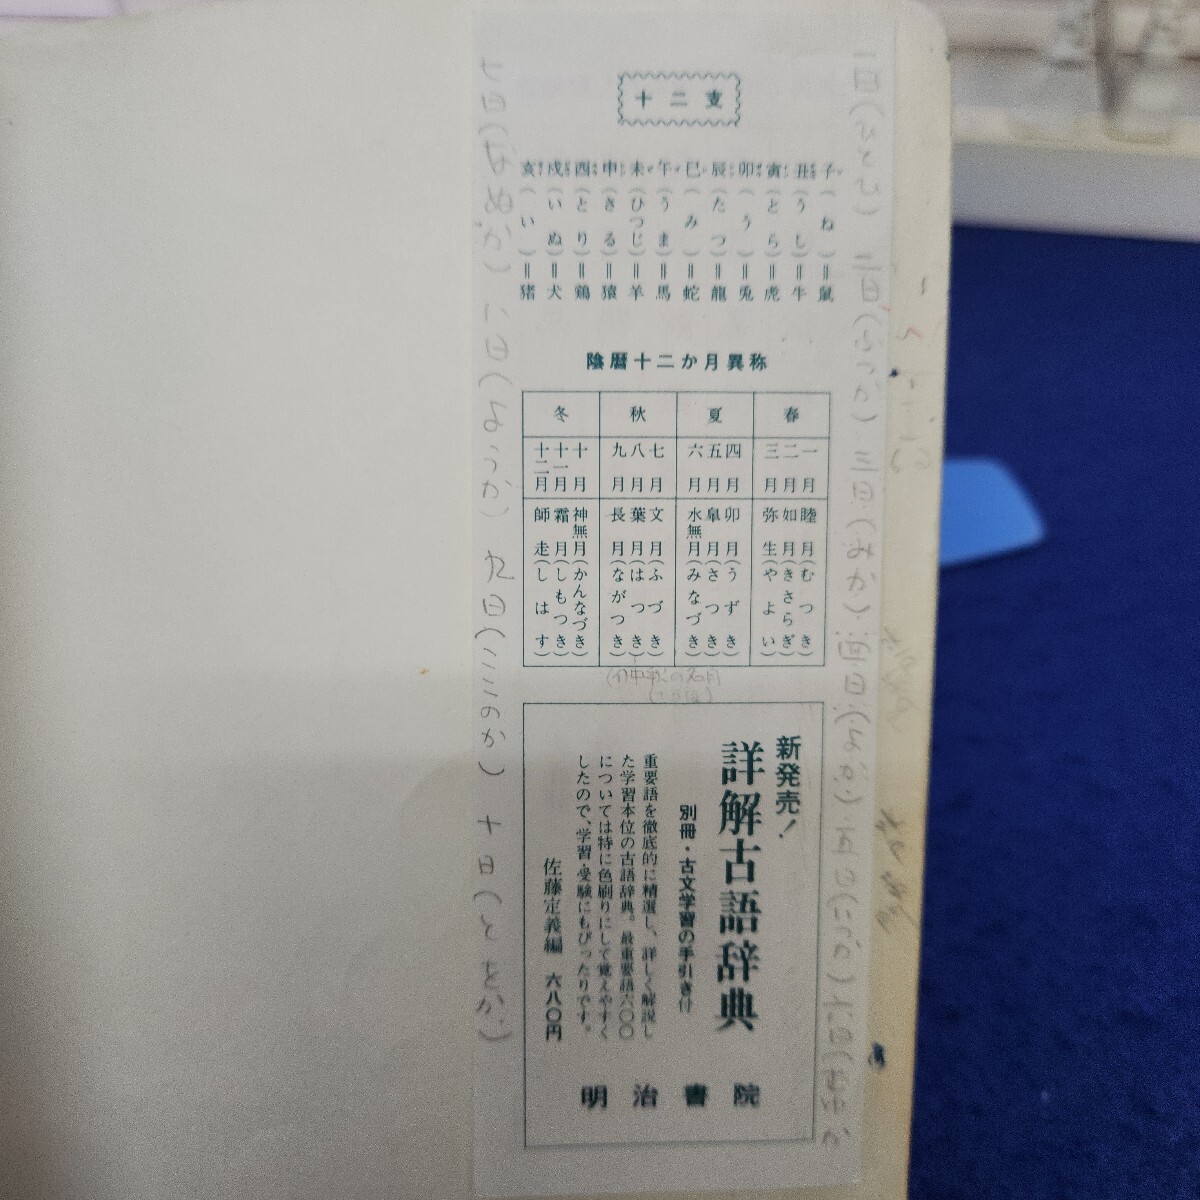 一日(ひとひ) 二日(ふつか) 三日(みか) 四日(よか) 五日(いつか) 六日(むゆか)
十二支
子ね(ね)=鼠
丑(うし)=牛
寅(とら)=虎
卯(う)=兎
辰(たつ)=龍
巳(み)=蛇
午(うま)=馬
未(ひつじ)=羊
申(さる)=猿
酉(とり)=鶏
戌(いぬ)=犬
亥(い)=猪
陰暦十二か月異称
春
一月 睦月(むつき)
二月 如月(きさらぎ)
三月 弥生(やよい)
夏
四月 卯月(うずき)
五月 皐月(さつき)
六月 水無月(みなづき)
秋
七月 文月(ふづき)
八月 葉月(はつき)
九月 長月(ながつき)
冬
十月 神無月(かんなづき)
十一月 霜月(しもつき)
十二月 師走(しはす)
中秋の名月
新発売!
詳解古語辞典
別冊・古文学習の手引き付
重要語を徹底的に精選し、詳しく解説し
た学習本位の古語辞典。最重要語六〇〇
については特に色刷りにして覚えやすく
したので、学習・受験にもぴったりです。
佐藤定義編 六八〇円
明治書院
七日(なぬか) 八日(ようか) 九日(ここのか) 十日(とをか)